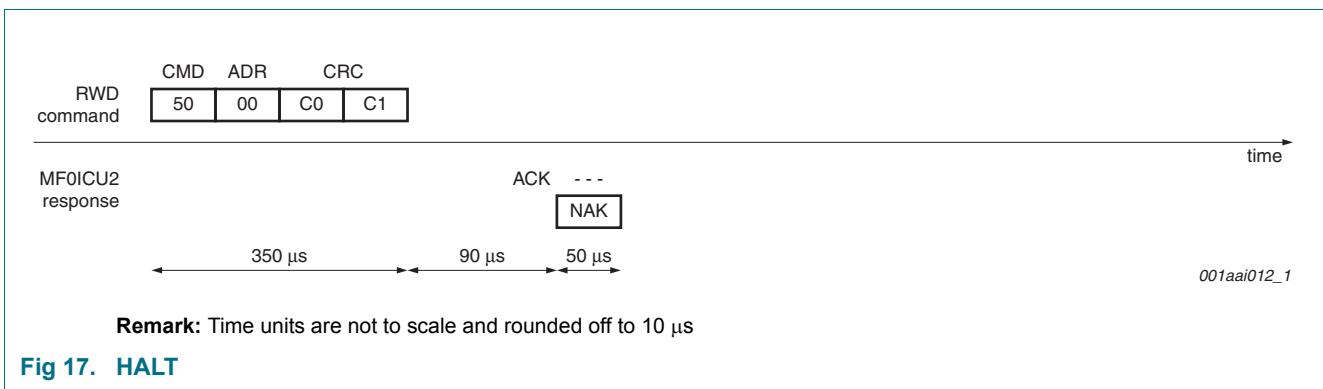 CMD ADR CRC
RWD
command
50 00 C0 C1
time
MF0ICU2
response
ACK - - -
NAK
350 μs 90 μs 50 μs
001aai012_1
Remark: Time units are not to scale and rounded off to 10 μs
Fig 17. HALT